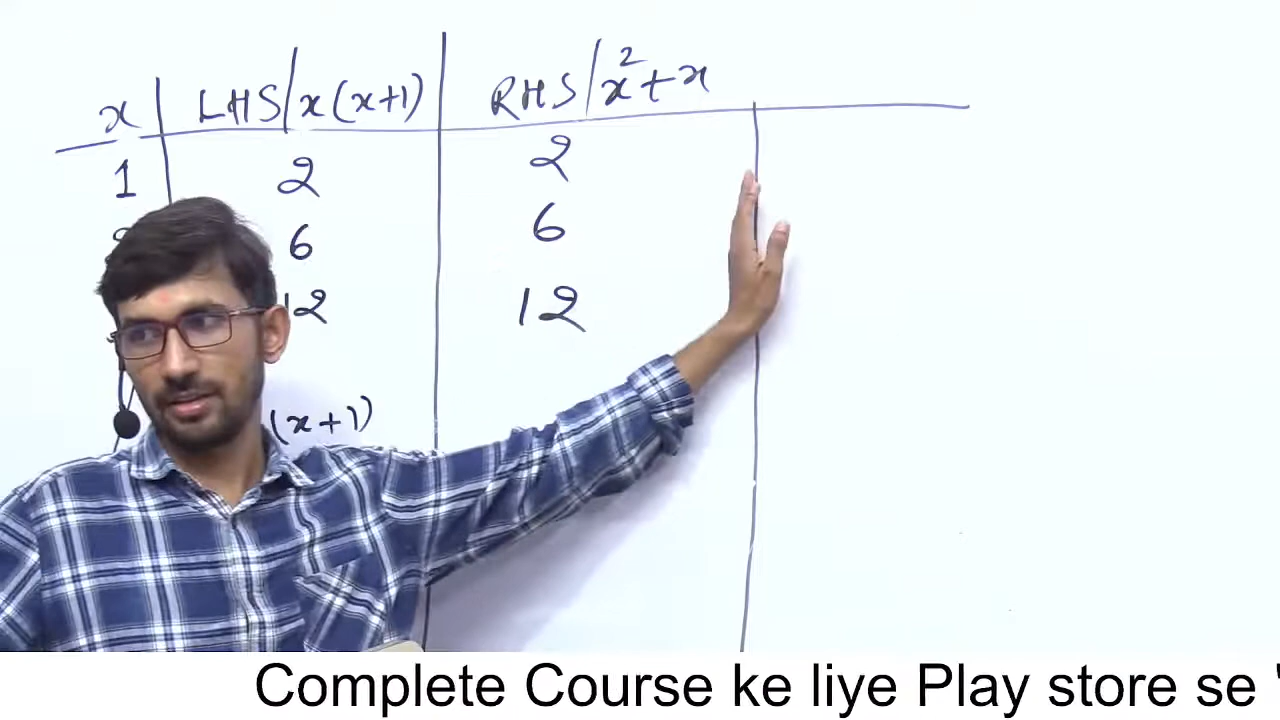 x LHS/x(x+1) RHS/x²+x
1 2 2
6 6
12 12
(x+1)
Complete Course ke liye Play store se '